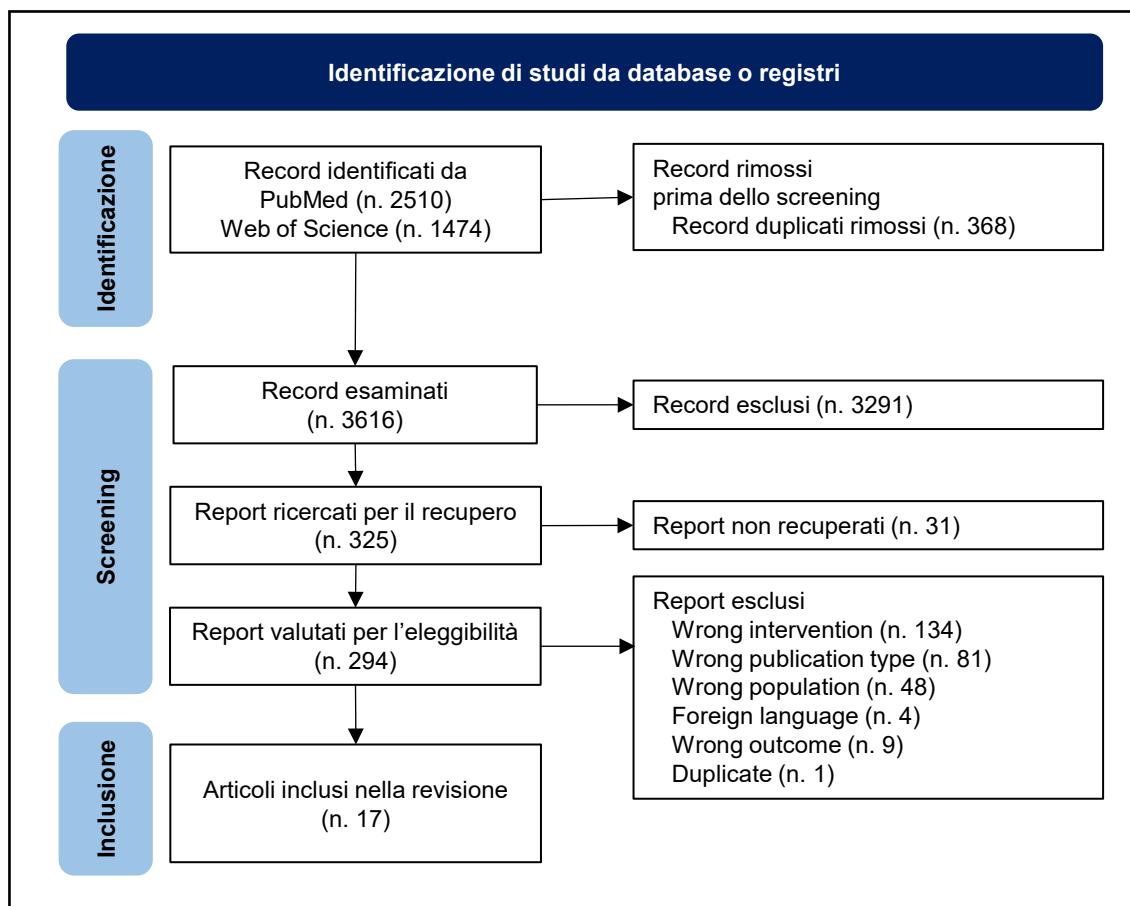 Identificazione di studi da database o registri
Identificazione
Record identificati da
PubMed (n. 2510)
Web of Science (n. 1474)
Record rimossi
prima dello screening
Record duplicati rimossi (n. 368)
Screening
Record esaminati
(n. 3616)
Record esclusi (n. 3291)
Report ricercati per il recupero
(n. 325)
Report non recuperati (n. 31)
Report valutati per l’eleggibilità
(n. 294)
Report esclusi
Wrong intervention (n. 134)
Wrong publication type (n. 81)
Wrong population (n. 48)
Foreign language (n. 4)
Wrong outcome (n. 9)
Duplicate (n. 1)
Inclusione
Articoli inclusi nella revisione
(n. 17)